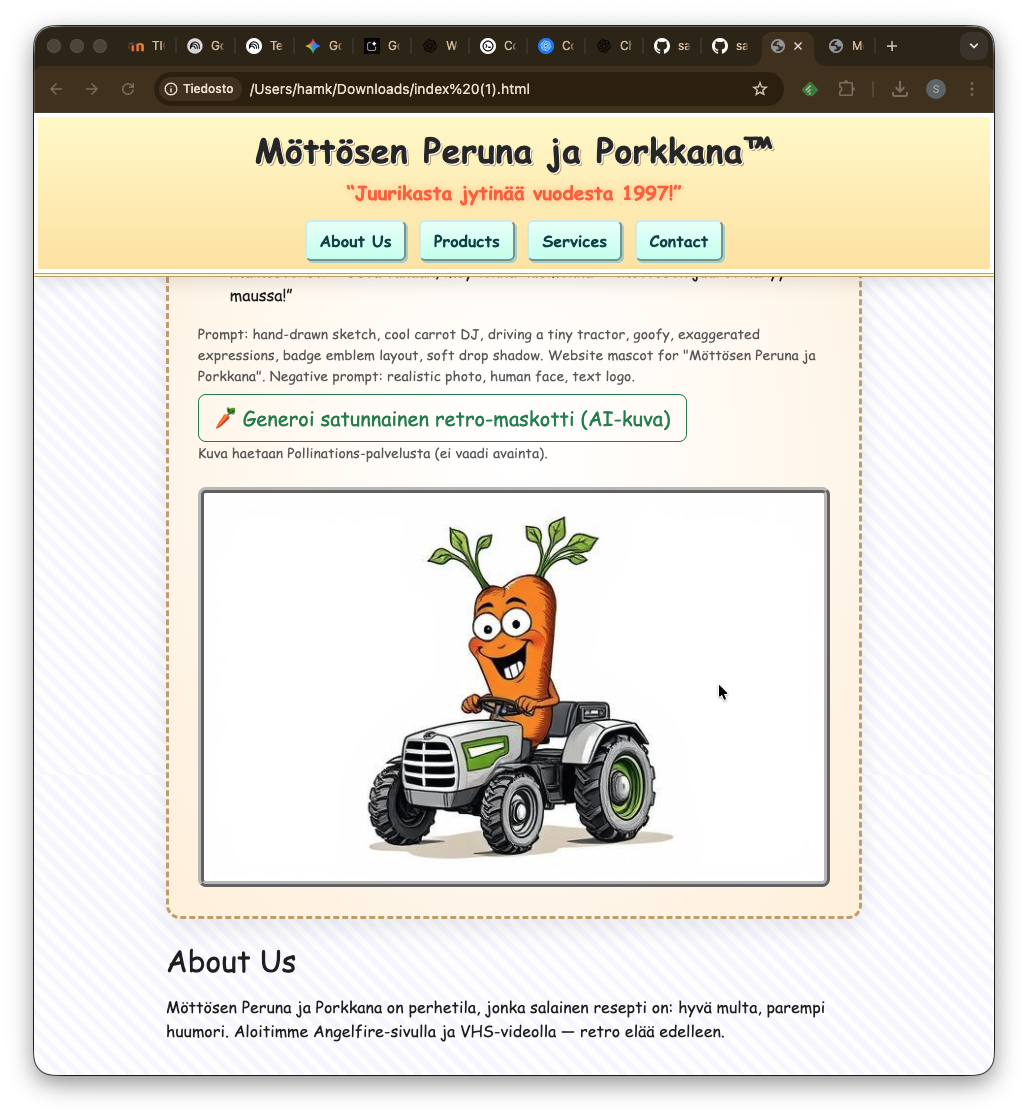 TI
Go
Te
Go
Go
W
Co
Co
Cl
sa
sa
M
Tiedosto
/Users/hamk/Downloads/index%20(1).html
S
Möttösen Peruna ja Porkkana™
“Juurikasta jytinää vuodesta 1997!”
About Us
Products
Services
Contact
maussa!”
Prompt: hand-drawn sketch, cool carrot DJ, driving a tiny tractor, goofy, exaggerated
expressions, badge emblem layout, soft drop shadow. Website mascot for "Möttösen Peruna ja
Porkkana". Negative prompt: realistic photo, human face, text logo.
🥕 Generoi satunnainen retro-maskotti (AI-kuva)
Kuva haetaan Pollinations-palvelusta (ei vaadi avainta).
About Us
Möttösen Peruna ja Porkkana on perhetila, jonka salainen resepti on: hyvä multa, parempi
huumori. Aloitimme Angelfire-sivulla ja VHS-videolla — retro elää edelleen.